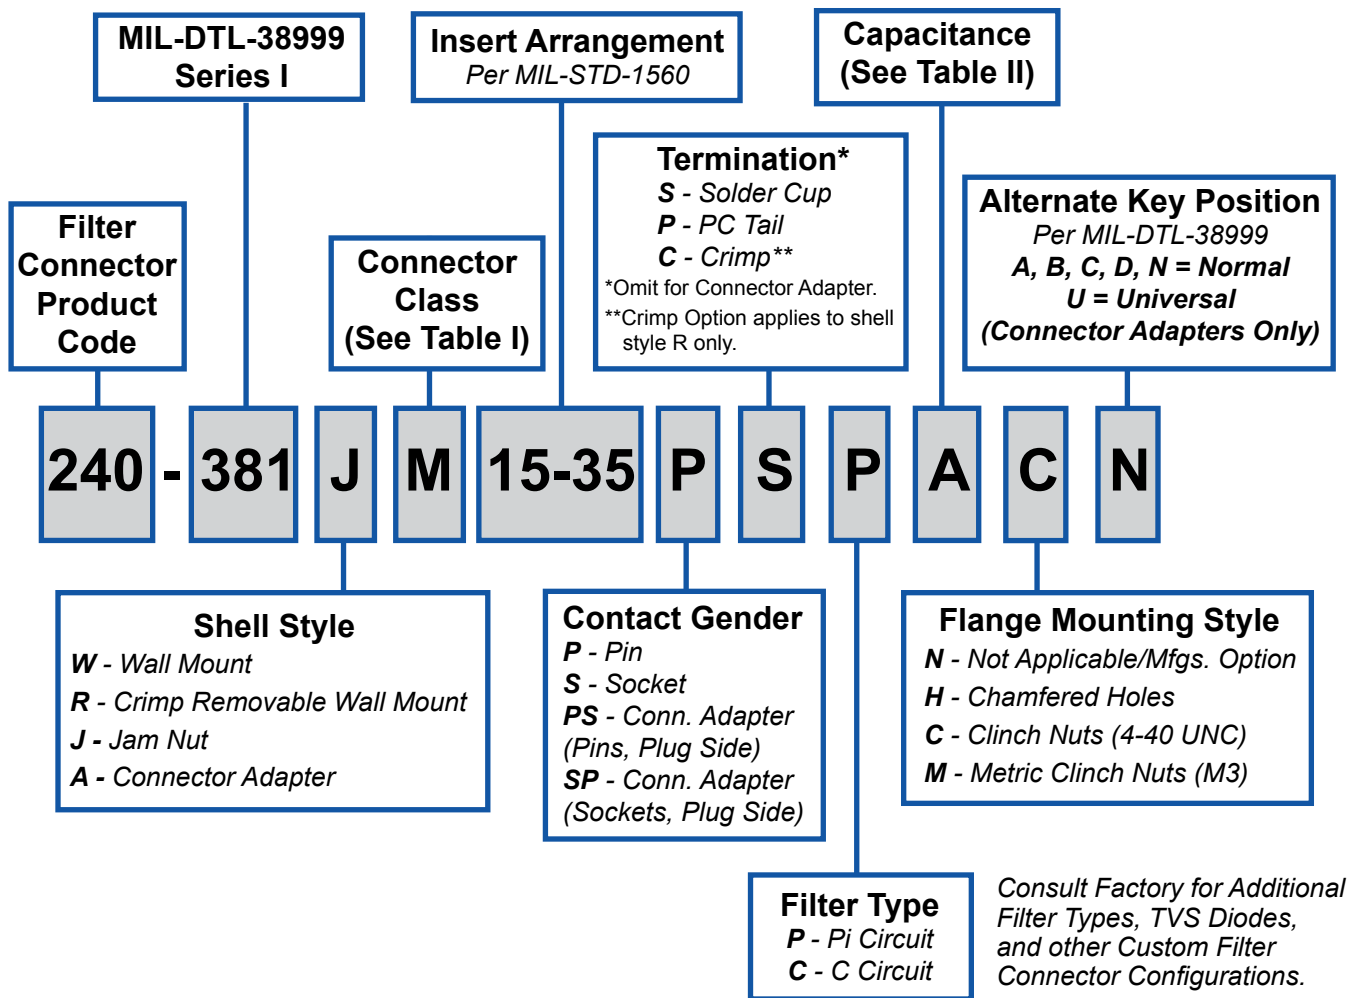 MIL-DTL-38999
Series I
Insert Arrangement
Per MIL-STD-1560
Capacitance
(See Table II)
Filter
Connector
Product
Code
Connector
Class
(See Table I)
Termination*
S - Solder Cup
P - PC Tail
C - Crimp**
*Omit for Connector Adapter.
**Crimp Option applies to shell
style R only.
Alternate Key Position
Per MIL-DTL-38999
A, B, C, D, N = Normal
U = Universal
(Connector Adapters Only)
240 - 381 J M 15-35 P S P A C N
Shell Style
W - Wall Mount
R - Crimp Removable Wall Mount
J - Jam Nut
A - Connector Adapter
Contact Gender
P - Pin
S - Socket
PS - Conn. Adapter
(Pins, Plug Side)
SP - Conn. Adapter
(Sockets, Plug Side)
Flange Mounting Style
N - Not Applicable/Mfgs. Option
H - Chamfered Holes
C - Clinch Nuts (4-40 UNC)
M - Metric Clinch Nuts (M3)
Filter Type
P - Pi Circuit
C - C Circuit
Consult Factory for Additional
Filter Types, TVS Diodes,
and other Custom Filter
Connector Configurations.